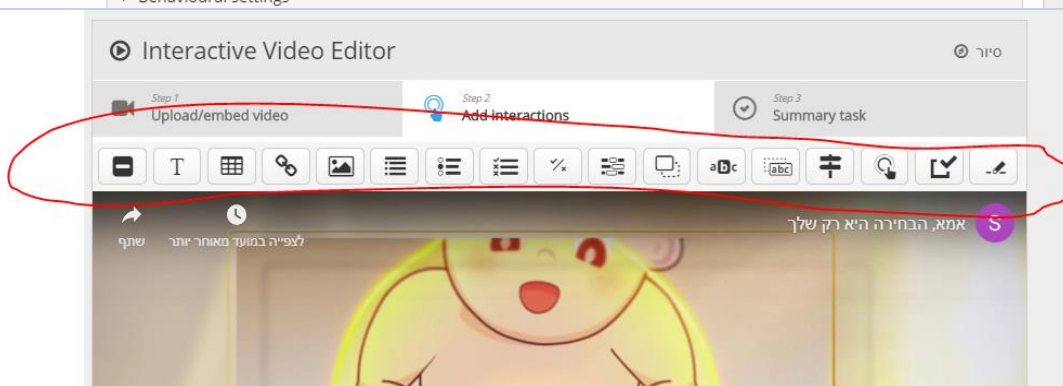 Behavioural settings
Interactive Video Editor
סיור
Step 1
Upload/embed video
Step 2
Add interactions
Step 3
Summary task
T
abc
abc
S
אמא, הבחירה היא רק שלך
לצפייה במועד מאוחר יותר
שתף